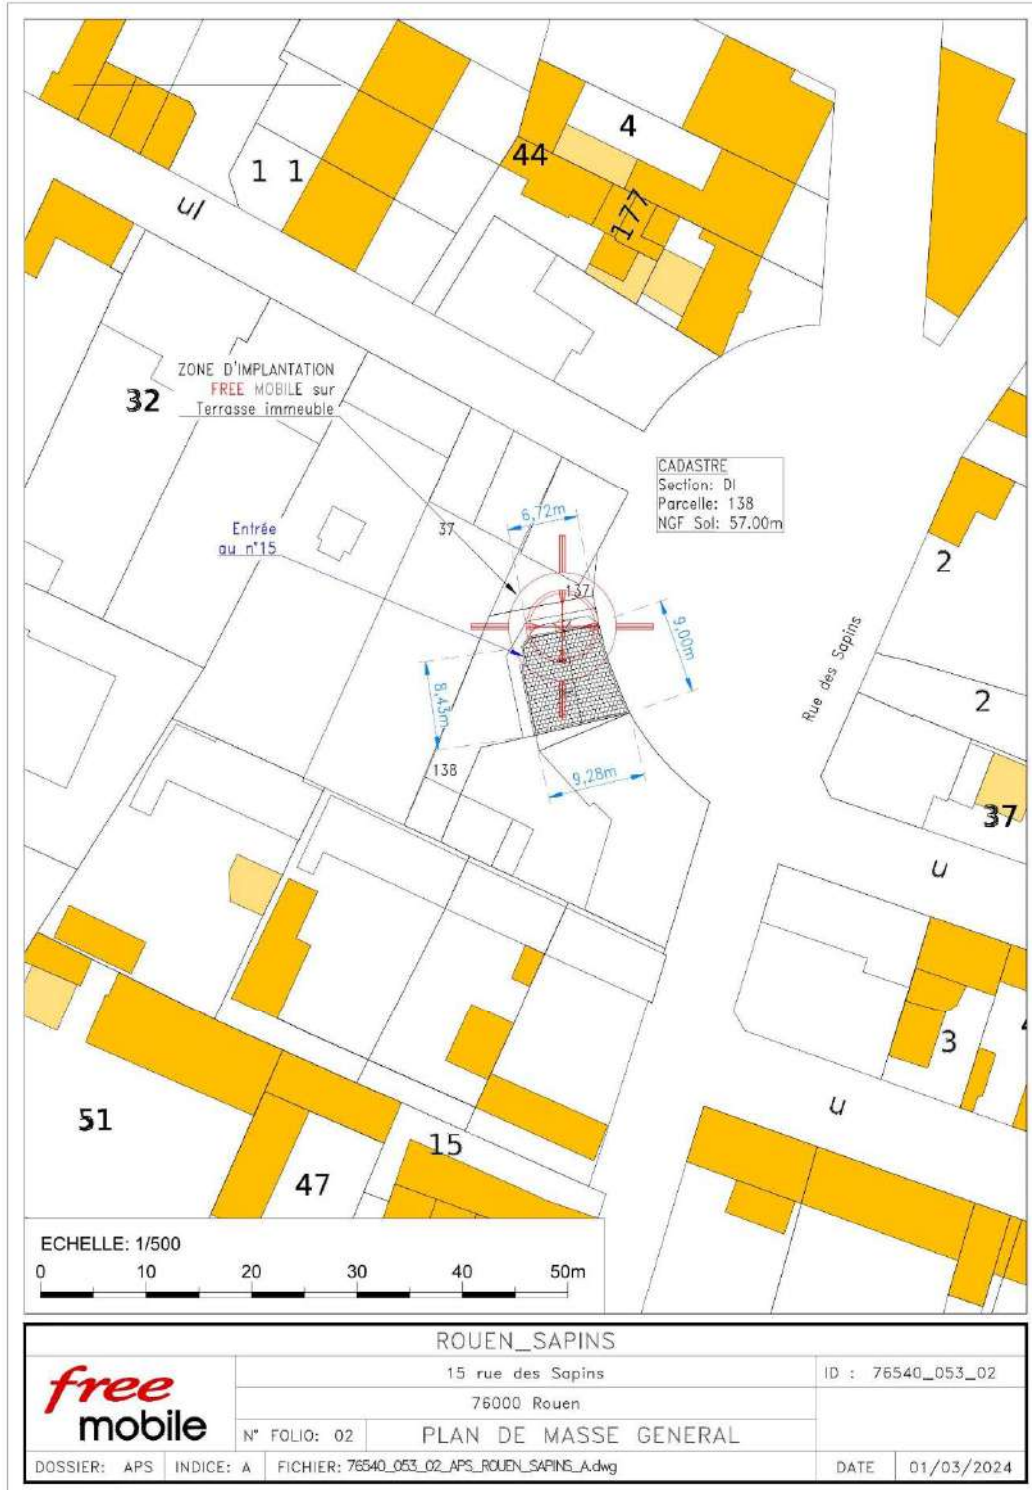 4
44
1 1
177
ul
ZONE D'IMPLANTATION
FREE MOBILE sur
Terrasse immeuble
32
CADASTRE
Section: DI
Parcelle: 138
NGF Sol: 57.00m
6,72m
37
Entrée
au n°15
2
137
9,00m
Rue des Sapins
8,43m
2
138
9,28m
37
u
3
u
51
15
47
ECHELLE: 1/500
0 10 20 30 40 50m
ROUEN_SAPINS
free
mobile
15 rue des Sapins
ID : 76540_053_02
76000 Rouen
N° FOLIO: 02
PLAN DE MASSE GENERAL
DOSSIER: APS
INDICE: A
FICHIER: 76540_053_02_APS_ROUEN_SAPINS_A.dwg
DATE
01/03/2024